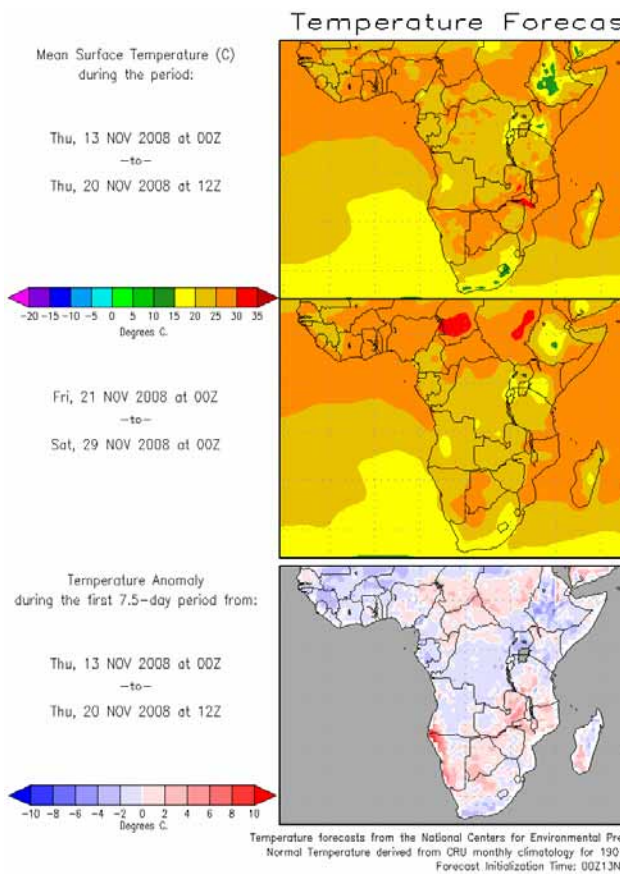 Temperature Forecas
Mean Surface Temperature (C)
during the period:
Thu, 13 NOV 2008 at 00Z
—to—
Thu, 20 NOV 2008 at 12Z
-20 -15 -10 -5 0 5 10 15 20 25 30 35
Degrees C.
Fri, 21 NOV 2008 at 00Z
—to—
Sat, 29 NOV 2008 at 00Z
Temperature Anomaly
during the first 7.5-day period from:
Thu, 13 NOV 2008 at 00Z
—to—
Thu, 20 NOV 2008 at 12Z
-10 -8 -6 -4 -2 0 2 4 6 8 10
Degrees C.
Temperature forecasts from the National Centers for Environmental Pre
Normal Temperature derived from CRU monthly climatology for 190
Forecast Initialization Time: 00Z13N